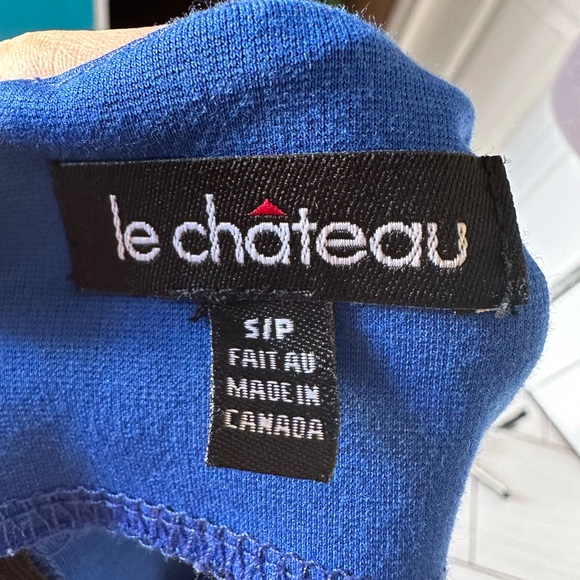 le château
S/P
FAIT AU
MADE IN
CANADA